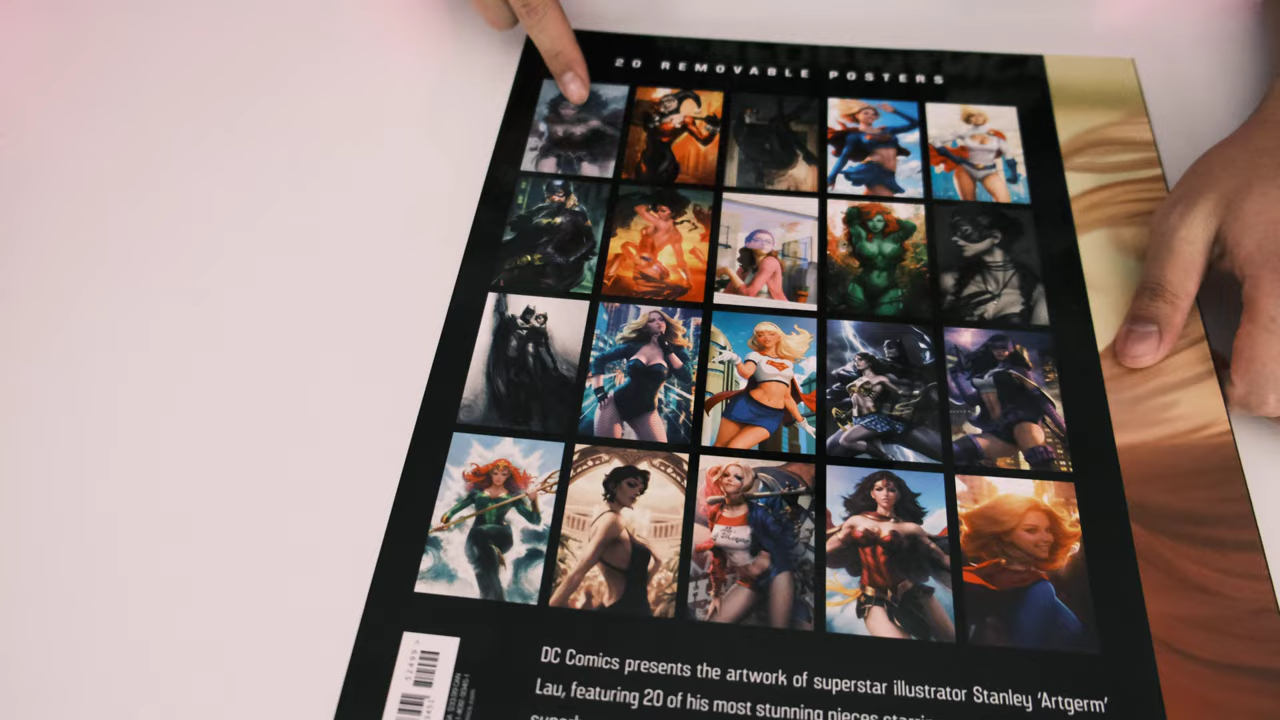 20 REMOVABLE POSTERS
DC Comics presents the artwork of superstar illustrator Stanley ‘Artgerm’
Lau, featuring 20 of his most stunning pieces
52499